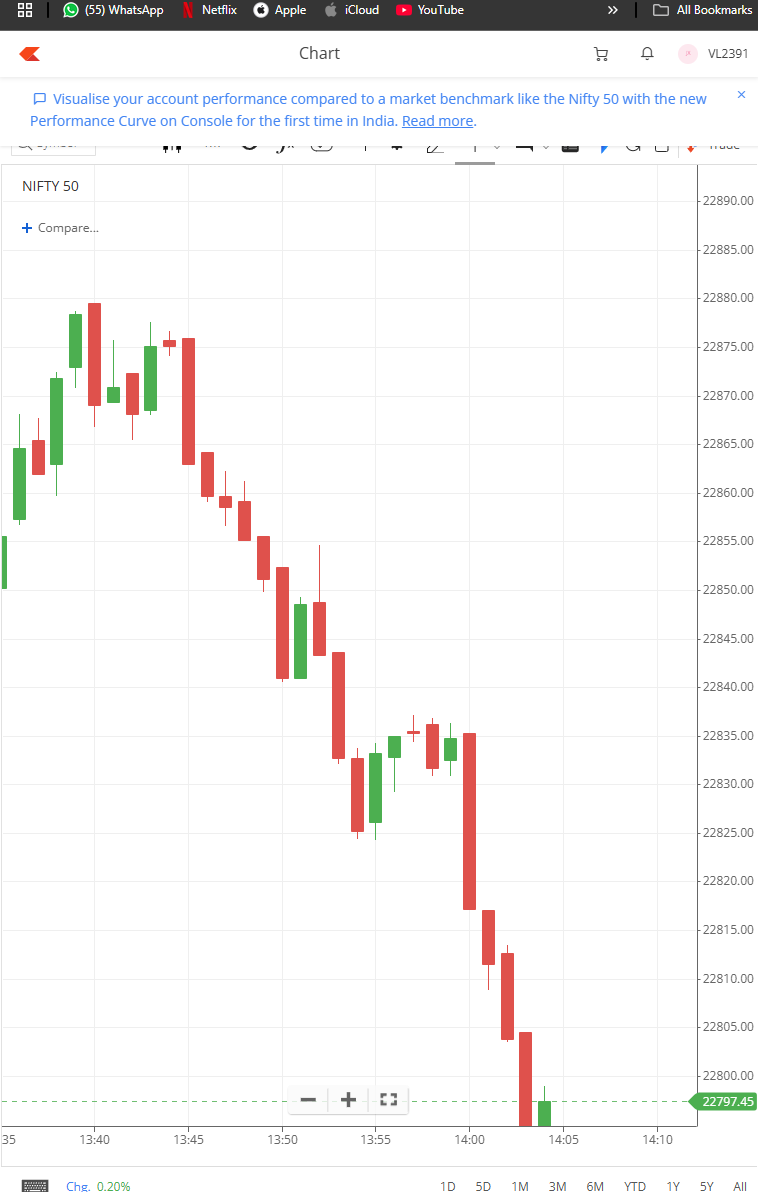 (55) WhatsApp Netflix Apple iCloud YouTube » All Bookmarks
Chart VL2391
Visualise your account performance compared to a market benchmark like the Nifty 50 with the new
Performance Curve on Console for the first time in India. Read more.
NIFTY 50
+ Compare...
22890.00
22885.00
22880.00
22875.00
22870.00
22865.00
22860.00
22855.00
22850.00
22845.00
22840.00
22835.00
22830.00
22825.00
22820.00
22815.00
22810.00
22805.00
22800.00
22797.45
35 13:40 13:45 13:50 13:55 14:00 14:05 14:10
Chg. 0.20% 1D 5D 1M 3M 6M YTD 1Y 5Y All